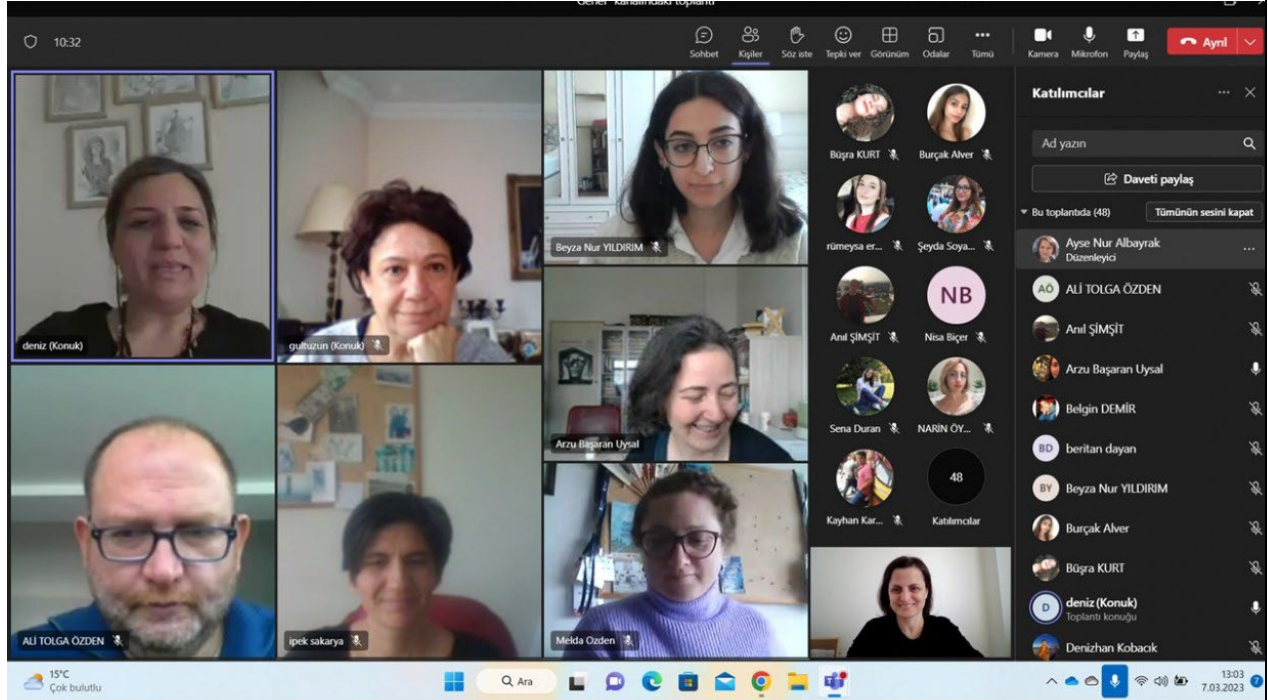 Genel" kanalındaki toplantı
10:32
Sohbet
Kişiler
Söz iste
Tepki ver
Görünüm
Odalar
Tümü
Kamera
Mikrofon
Paylaş
Ayrıl
deniz (Konuk)
gultuzun (Konuk)
Beyza Nur YILDIRIM
Arzu Başaran Uysal
ALİ TOLGA ÖZDEN
ipek sakarya
Melda Ozden
Büşra KURT
Burçak Alver
rümeysa er...
Şeyda Soya...
Anıl ŞİMŞİT
NB
Nisa Biçer
Sena Duran
NARİN ÖY...
Kayhan Kar...
48
Katılımcılar
Katılımcılar
Ad yazın
Daveti paylaş
Bu toplantıda (48)
Tümünün sesini kapat
Ayse Nur Albayrak
Düzenleyici
AÖ
ALİ TOLGA ÖZDEN
Anıl ŞİMŞİT
Arzu Başaran Uysal
Belgin DEMİR
BD
beritan dayan
BY
Beyza Nur YILDIRIM
Burçak Alver
Büşra KURT
D
deniz (Konuk)
Toplantı konuğu
Denizhan Kobacık
15°C
Çok bulutlu
Ara
13:03
7.03.2023
7